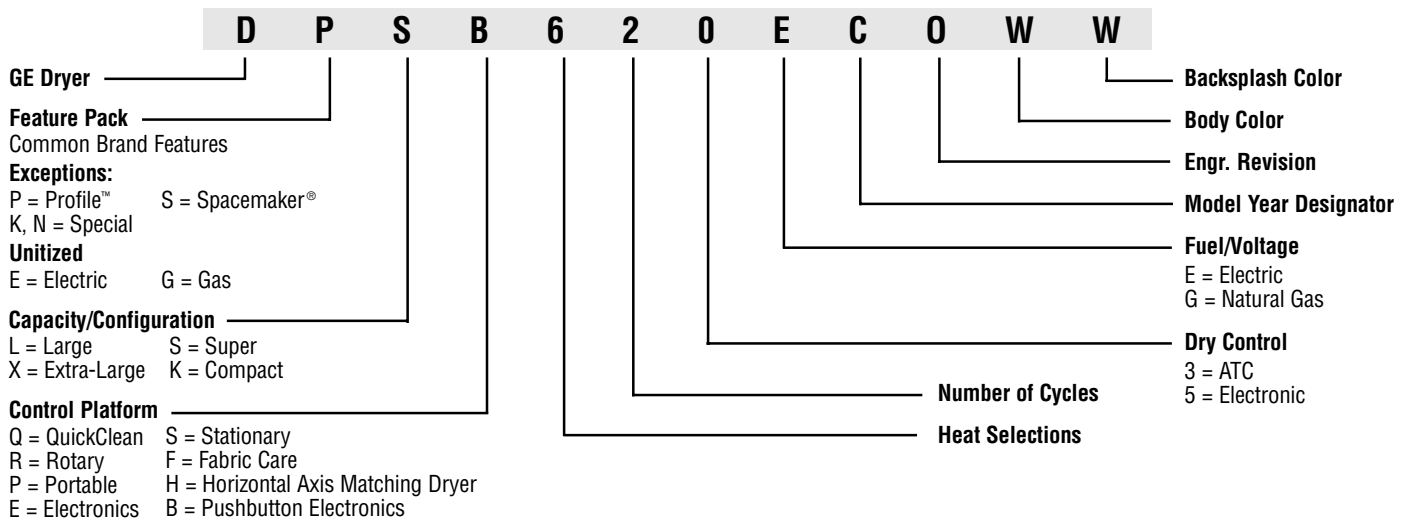 D P S B 6 2 0 E C 0 W W
GE Dryer
Feature Pack
Common Brand Features
Exceptions:
P = Profile™ S = Spacemaker®
K, N = Special
Unitized
E = Electric G = Gas
Capacity/Configuration
L = Large S = Super
X = Extra-Large K = Compact
Control Platform
Q = QuickClean S = Stationary
R = Rotary F = Fabric Care
P = Portable H = Horizontal Axis Matching Dryer
E = Electronics B = Pushbutton Electronics
Number of Cycles
Heat Selections
Backsplash Color
Body Color
Engr. Revision
Model Year Designator
Fuel/Voltage
E = Electric
G = Natural Gas
Dry Control
3 = ATC
5 = Electronic